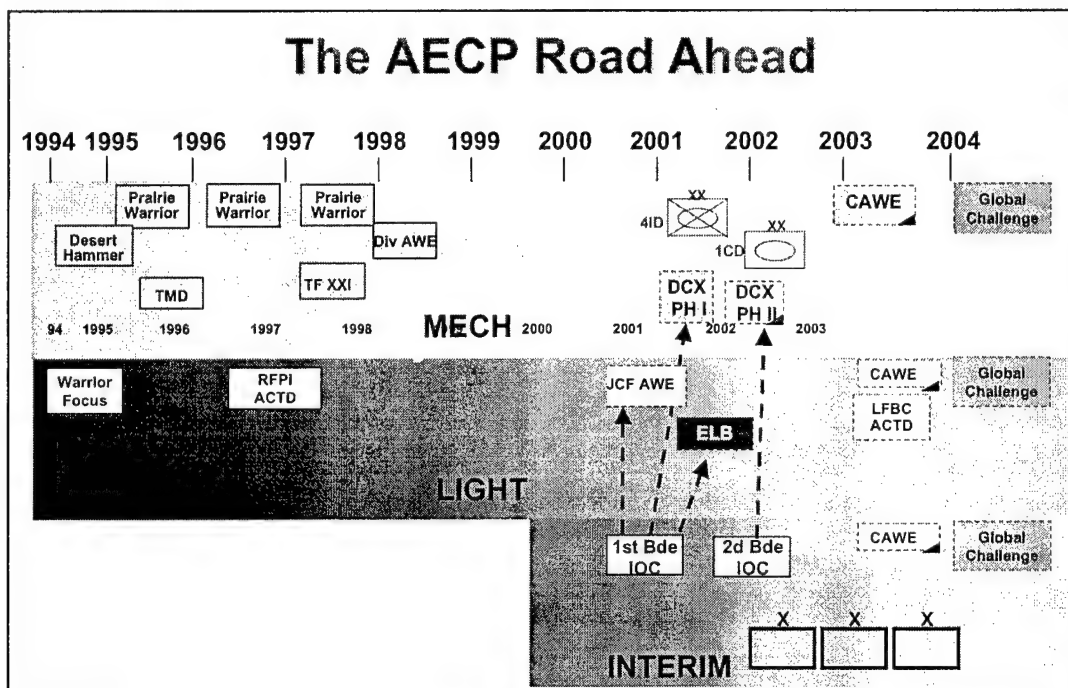 The AECP Road Ahead
1994 1995 1996 1997 1998 1999 2000 2001 2002 2003 2004
Prairie
Warrior
Prairie
Warrior
Prairie
Warrior
XX
4ID
CAWE
Global
Challenge
Desert
Hammer
Div AWE
XX
1CD
TMD
TF XXI
DCX
PH I
DCX
PH II
94 1995 1996 1997 1998 MECH 2000 2001 2002 2003
Warrior
Focus
RFPI
ACTD
JCF AWE
CAWE
Global
Challenge
LFBC
ACTD
ELB
LIGHT
1st Bde
IOC
2d Bde
IOC
CAWE
Global
Challenge
X X X
INTERIM